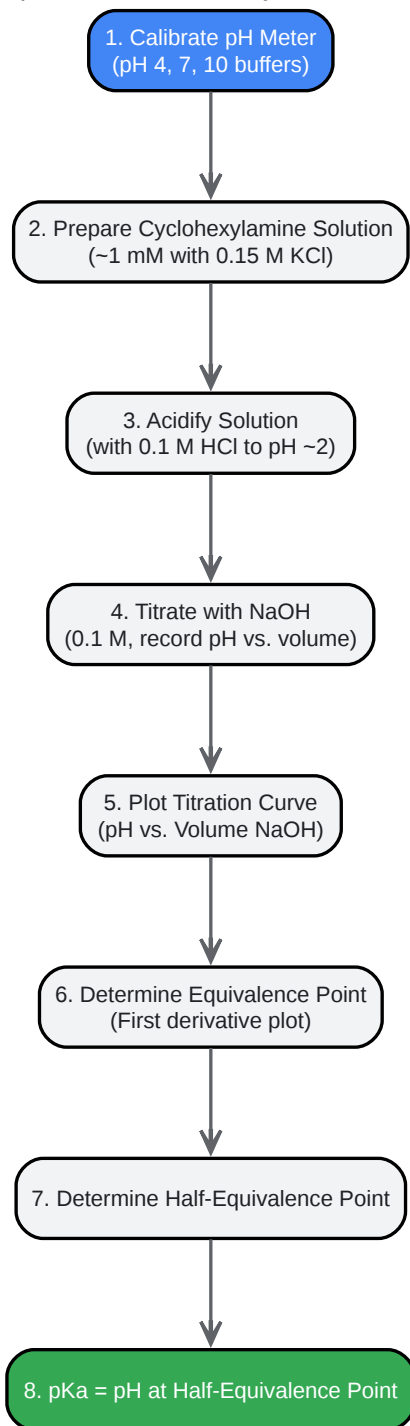 1. Calibrate pH Meter
(pH 4, 7, 10 buffers)
2. Prepare Cyclohexylamine Solution
(~1 mM with 0.15 M KCl)
3. Acidify Solution
(with 0.1 M HCl to pH ~2)
4. Titrate with NaOH
(0.1 M, record pH vs. volume)
5. Plot Titration Curve
(pH vs. Volume NaOH)
6. Determine Equivalence Point
(First derivative plot)
7. Determine Half-Equivalence Point
8. pKa = pH at Half-Equivalence Point